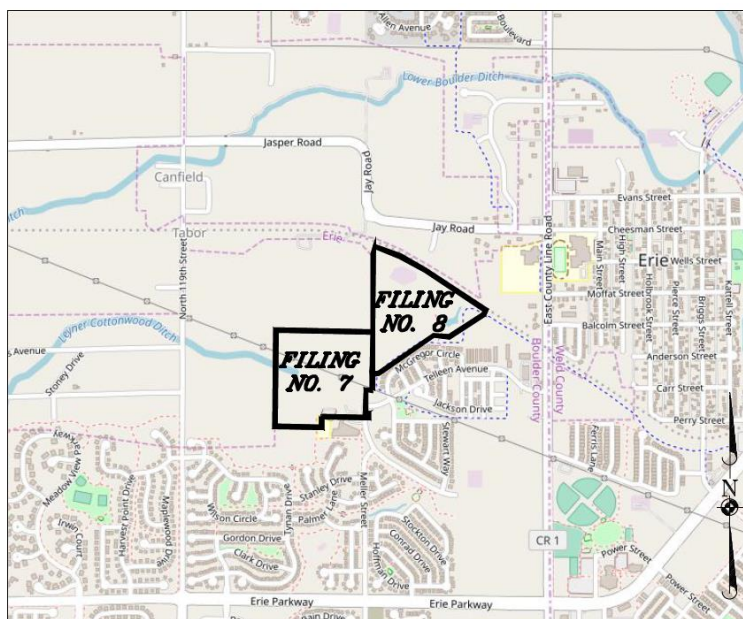 Allen Avenue
Boulevard
Lower Boulder Ditch
Jasper Road
Jay Road
Canfield
Evans Street
Ditch
Tabor
Jay Road
Cheesman Street
Erie
Main Street
High Street
Erie
Wells Street
East County Line Road
North 119th Street
FILING
NO. 8
Moffat Street
Holbrook Street
Pierce Street
Briggs Street
Kattell Street
Leyner Cottonwood Ditch
Balcolm Street
s Avenue
Stoney Drive
FILING
NO. 7
McGregor Circle
Telleen Avenue
Anderson Street
Boulder County
Weld County
Carr Street
Jackson Drive
Perry Street
Stewart Way
Ferris Lane
Meadow View Parkway
Harvest Point Drive
Maplewood Drive
Irwin Court
Wilson Circle
Tynan Drive
Stanley Drive
Palmer Lane
Meller Street
N
Gordon Drive
Clark Drive
Hoffman Drive
Stockton Drive
Conrad Drive
CR 1
Power Street
Power Street
Erie Parkway
Erie Parkway
ain Drive